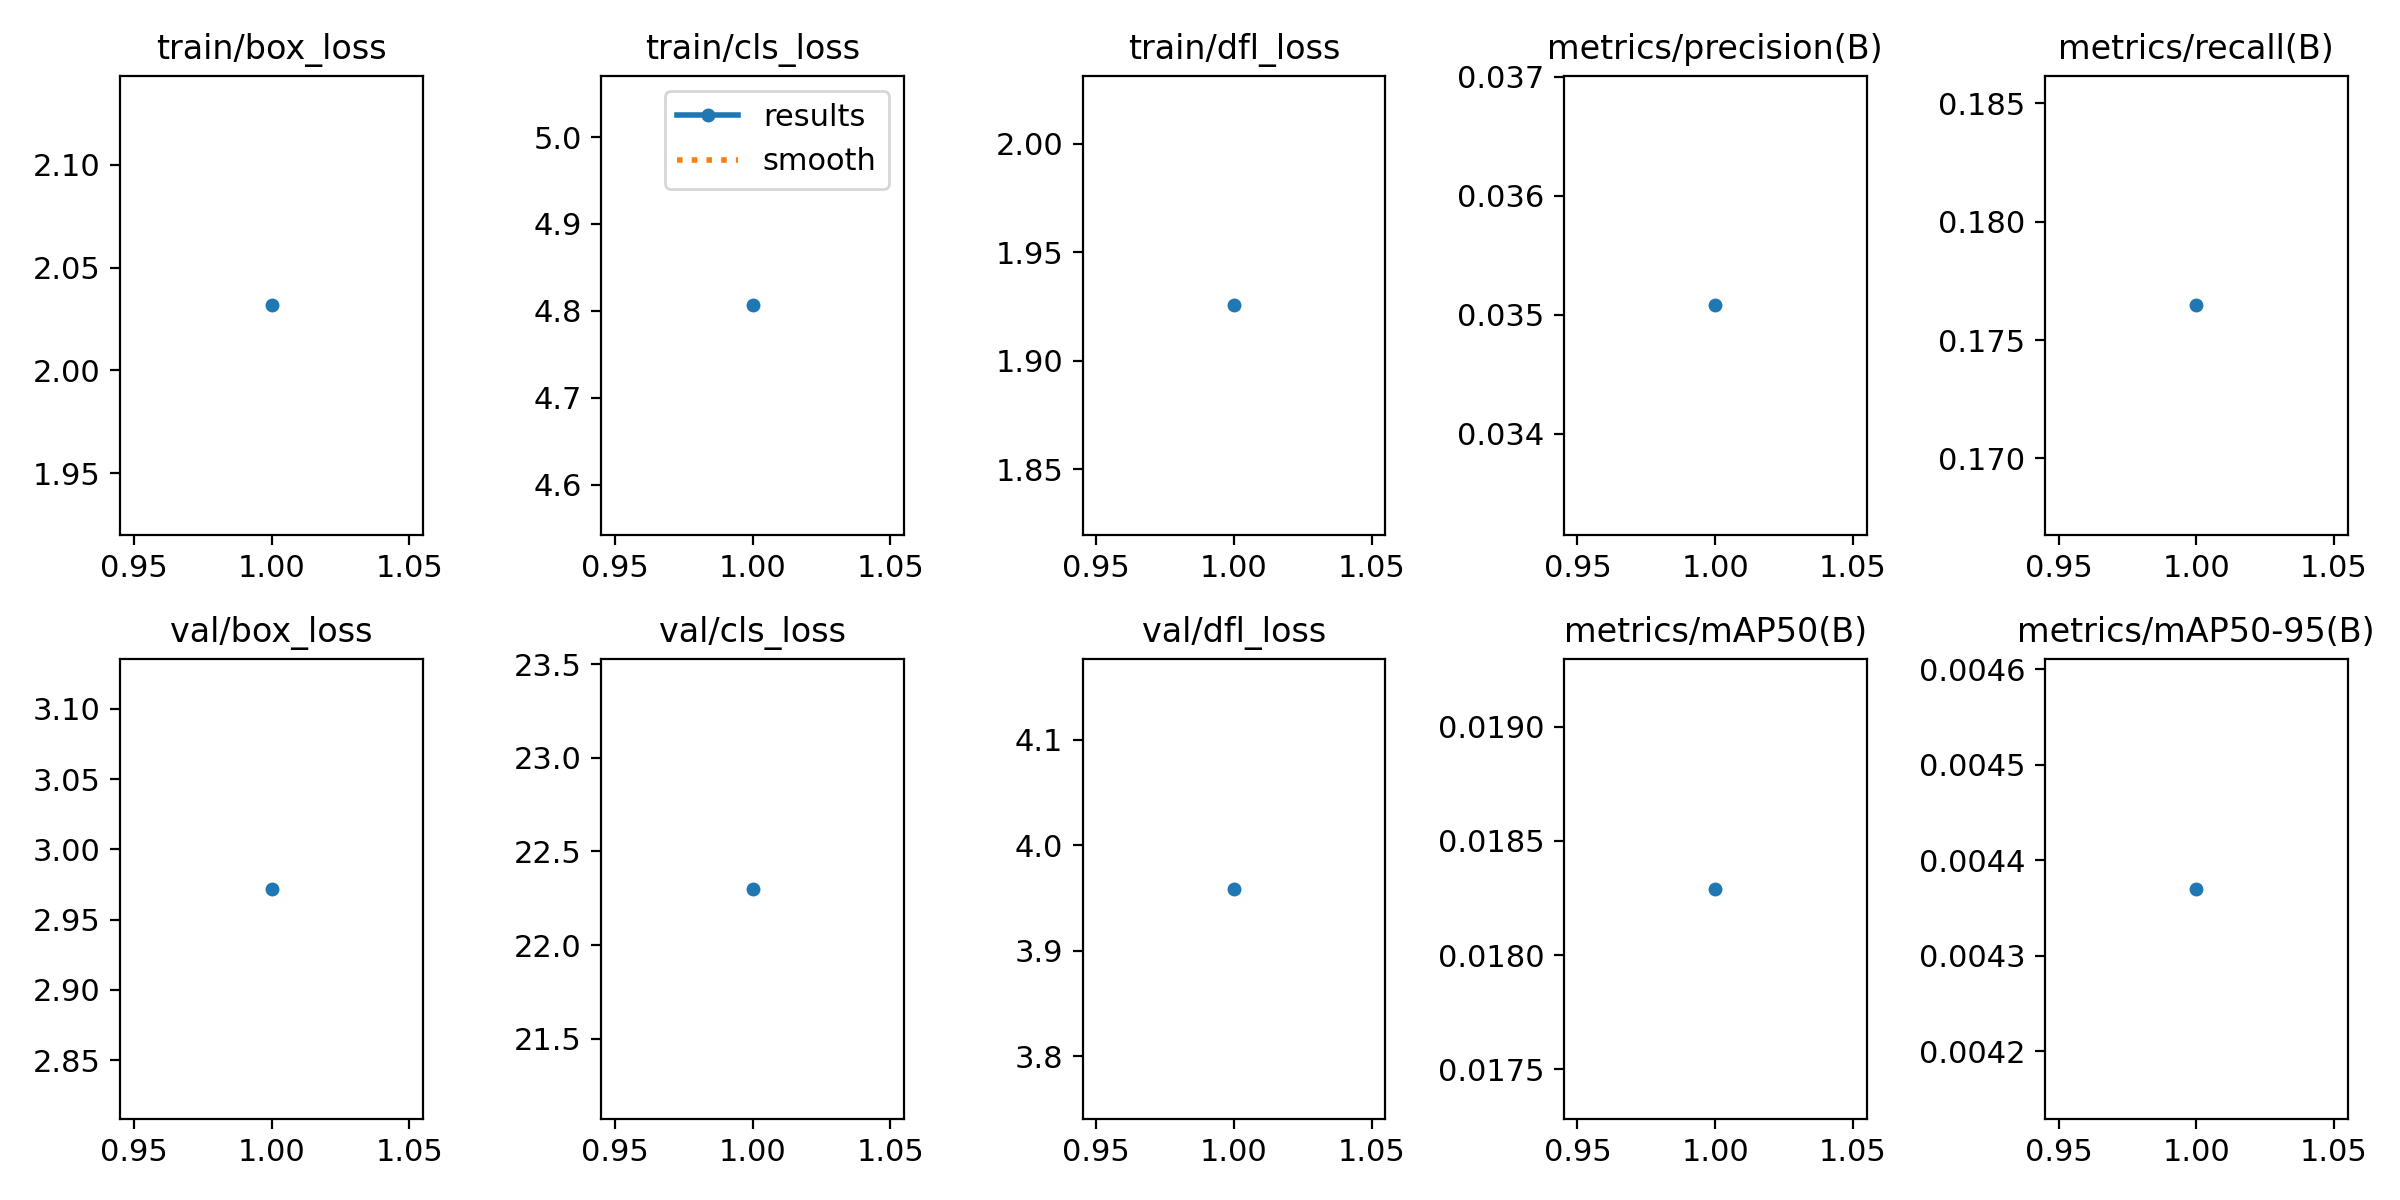 train/box_loss
2.10
2.05
2.00
1.95
0.95 1.00 1.05
train/cls_loss
results
smooth
5.0
4.9
4.8
4.7
4.6
0.95 1.00 1.05
train/dfl_loss
2.00
1.95
1.90
1.85
0.95 1.00 1.05
metrics/precision(B)
0.037
0.036
0.035
0.034
0.95 1.00 1.05
metrics/recall(B)
0.185
0.180
0.175
0.170
0.95 1.00 1.05
val/box_loss
3.10
3.05
3.00
2.95
2.90
2.85
0.95 1.00 1.05
val/cls_loss
23.5
23.0
22.5
22.0
21.5
0.95 1.00 1.05
val/dfl_loss
4.1
4.0
3.9
3.8
0.95 1.00 1.05
metrics/mAP50(B)
0.0190
0.0185
0.0180
0.0175
0.95 1.00 1.05
metrics/mAP50-95(B)
0.0046
0.0045
0.0044
0.0043
0.0042
0.95 1.00 1.05